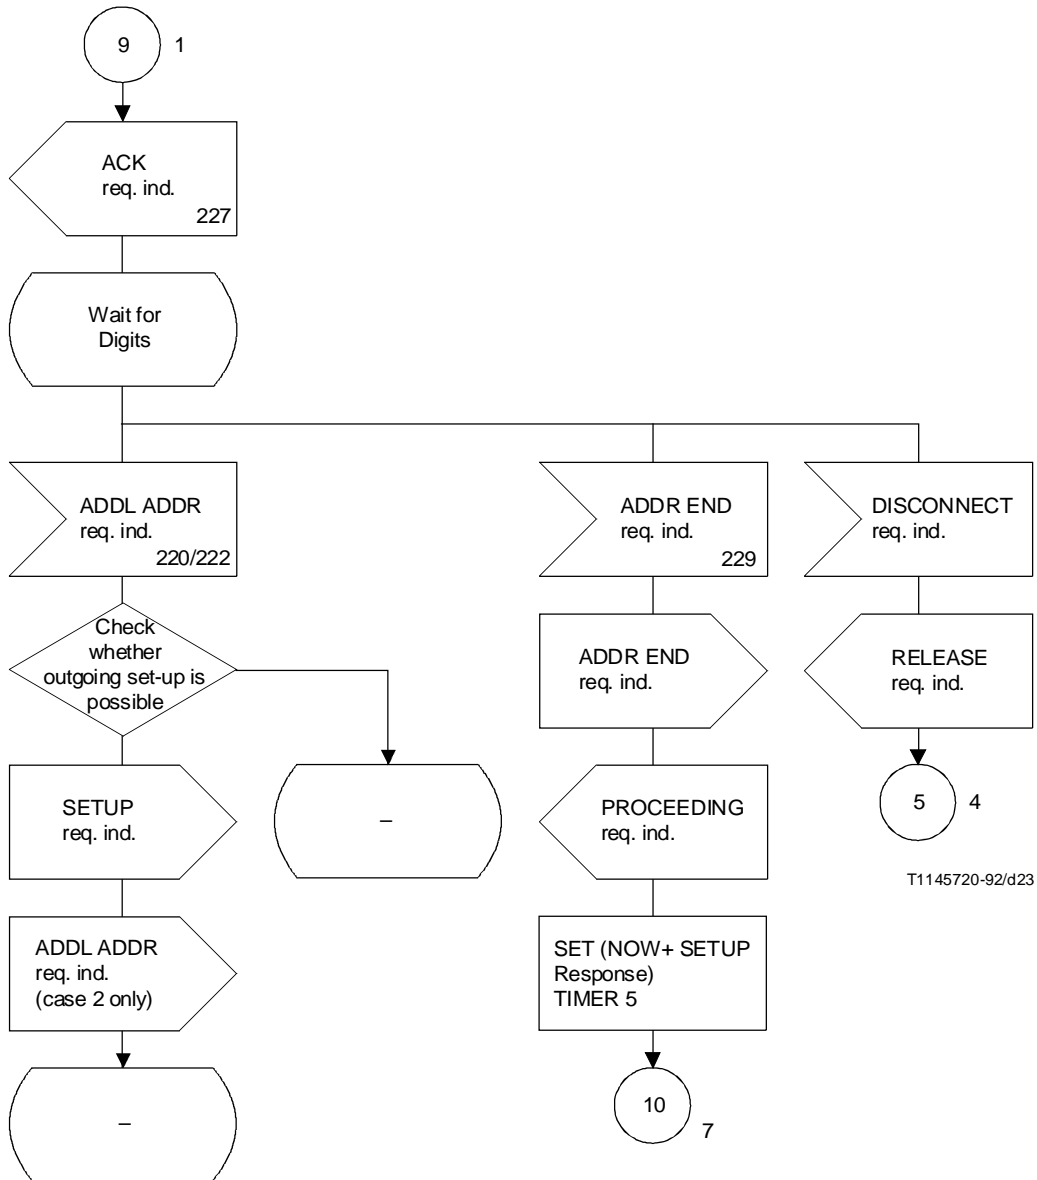 9
1
ACK
req. ind.
227
Wait for
Digits
ADDL ADDR
req. ind.
220/222
ADDR END
req. ind.
229
DISCONNECT
req. ind.
Check
whether
outgoing set-up is
possible
ADDR END
req. ind.
RELEASE
req. ind.
SETUP
req. ind.
–
PROCEEDING
req. ind.
5
4
T1145720-92/d23
ADDL ADDR
req. ind.
(case 2 only)
SET (NOW+ SETUP
Response)
TIMER 5
–
10
7